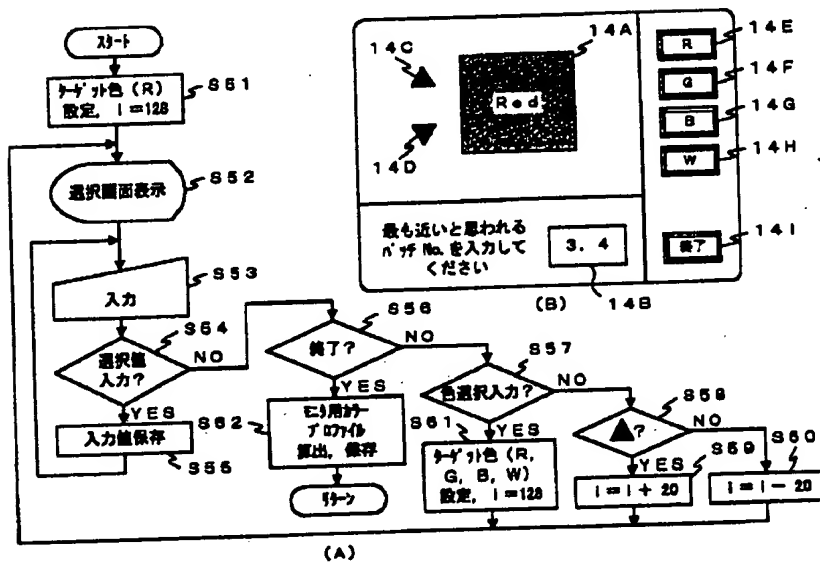 スタート
ターゲット色（R）
設定，i＝128
S51
選択画面表示
S52
入力
S53
選択値
入力？
S54
NO
YES
入力値保存
S55
終了？
S56
NO
YES
モニタ用カラー
プロファイル
算出，保存
S62
リターン
色選択入力？
S57
NO
YES
S61
ターゲット色（R，
G，B，W）
設定，i＝128
▲？
S58
NO
YES
S59
i＝i＋20
S60
i＝i－20
(A)
14A
14C
14D
Red
14E
R
14F
G
14G
B
14H
W
14I
終了
最も近いと思われる
パッチ No. を入力して
ください
3．4
14B
(B)